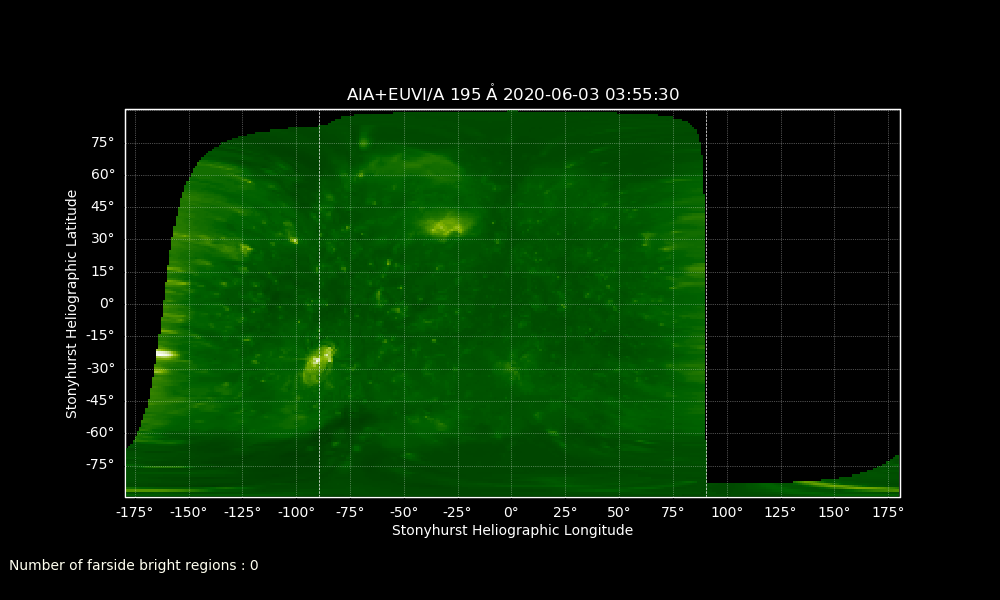 AIA+EUVI/A 195 Å 2020-06-03 03:55:30
75°
60°
45°
30°
15°
0°
-15°
-30°
-45°
-60°
-75°
Stonyhurst Heliographic Latitude
-175° -150° -125° -100° -75° -50° -25° 0° 25° 50° 75° 100° 125° 150° 175°
Stonyhurst Heliographic Longitude
Number of farside bright regions : 0